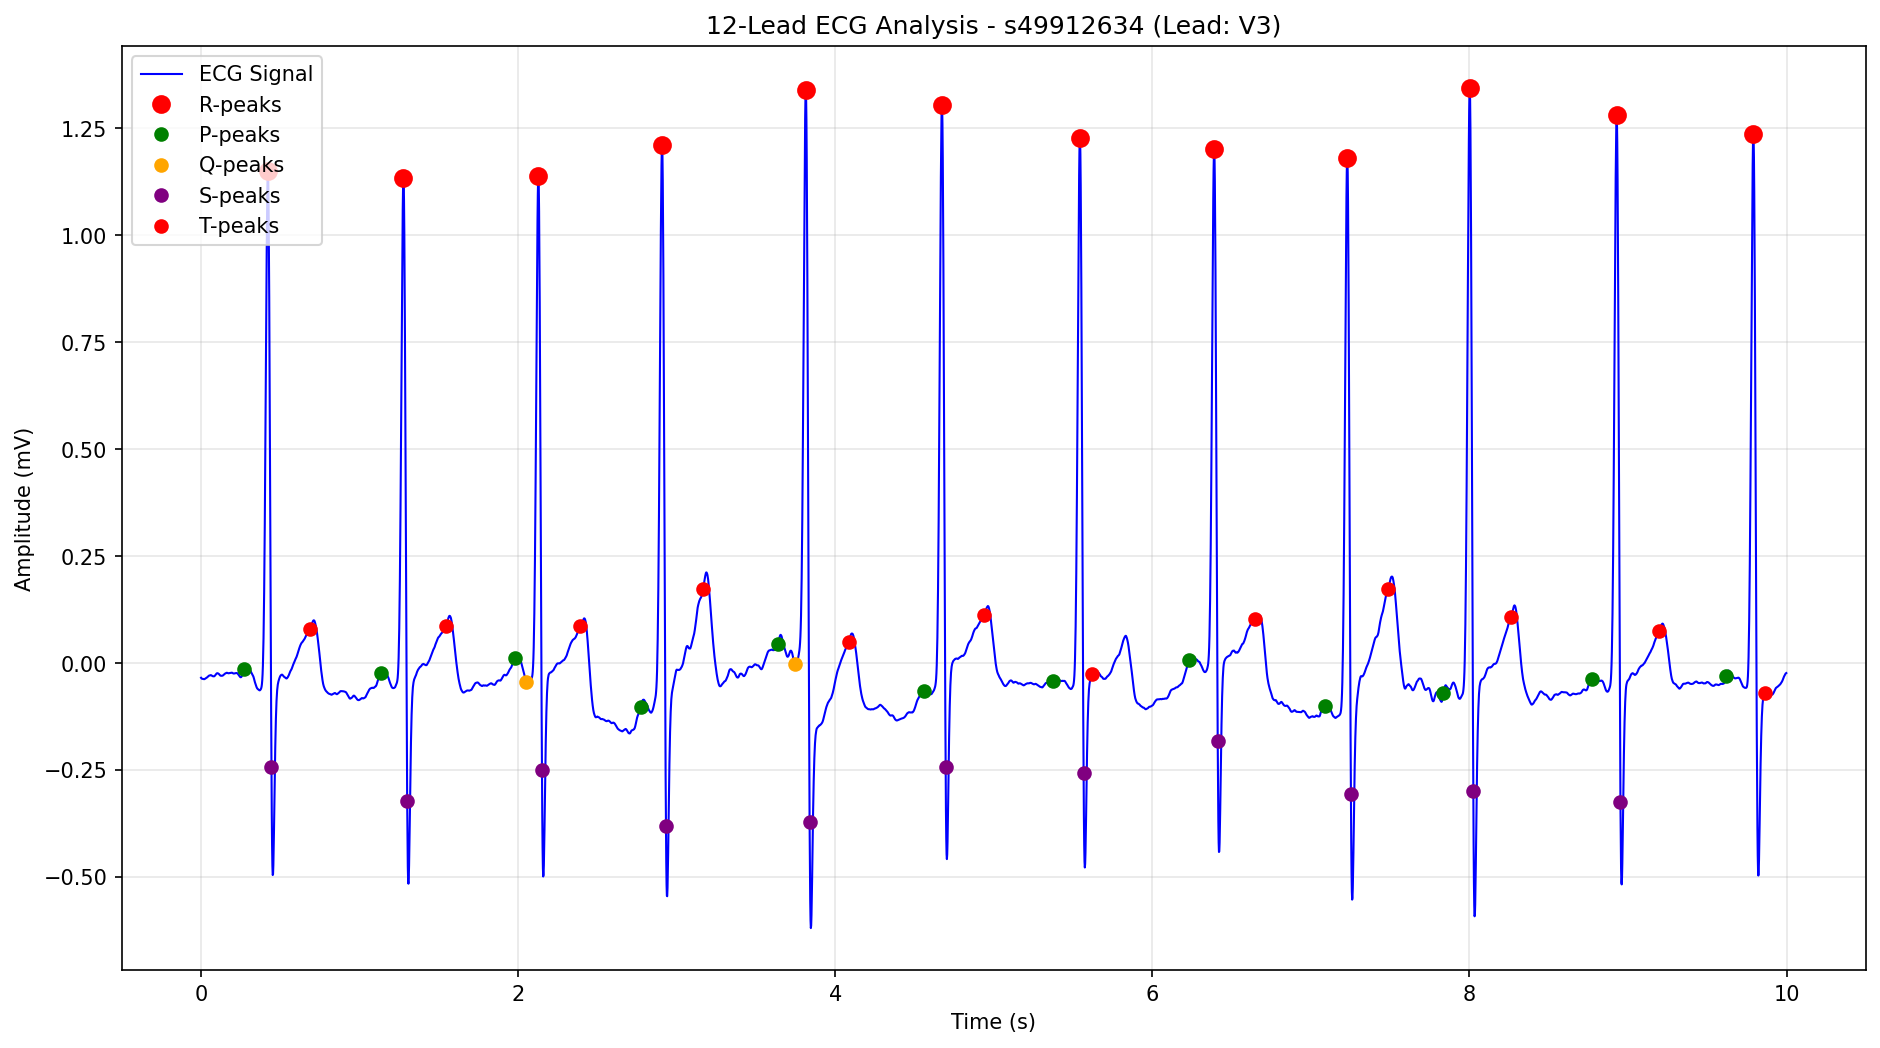 12-Lead ECG Analysis - s49912634 (Lead: V3)
ECG Signal
R-peaks
P-peaks
Q-peaks
S-peaks
T-peaks
Amplitude (mV)
1.25
1.00
0.75
0.50
0.25
0.00
−0.25
−0.50
0 2 4 6 8 10
Time (s)